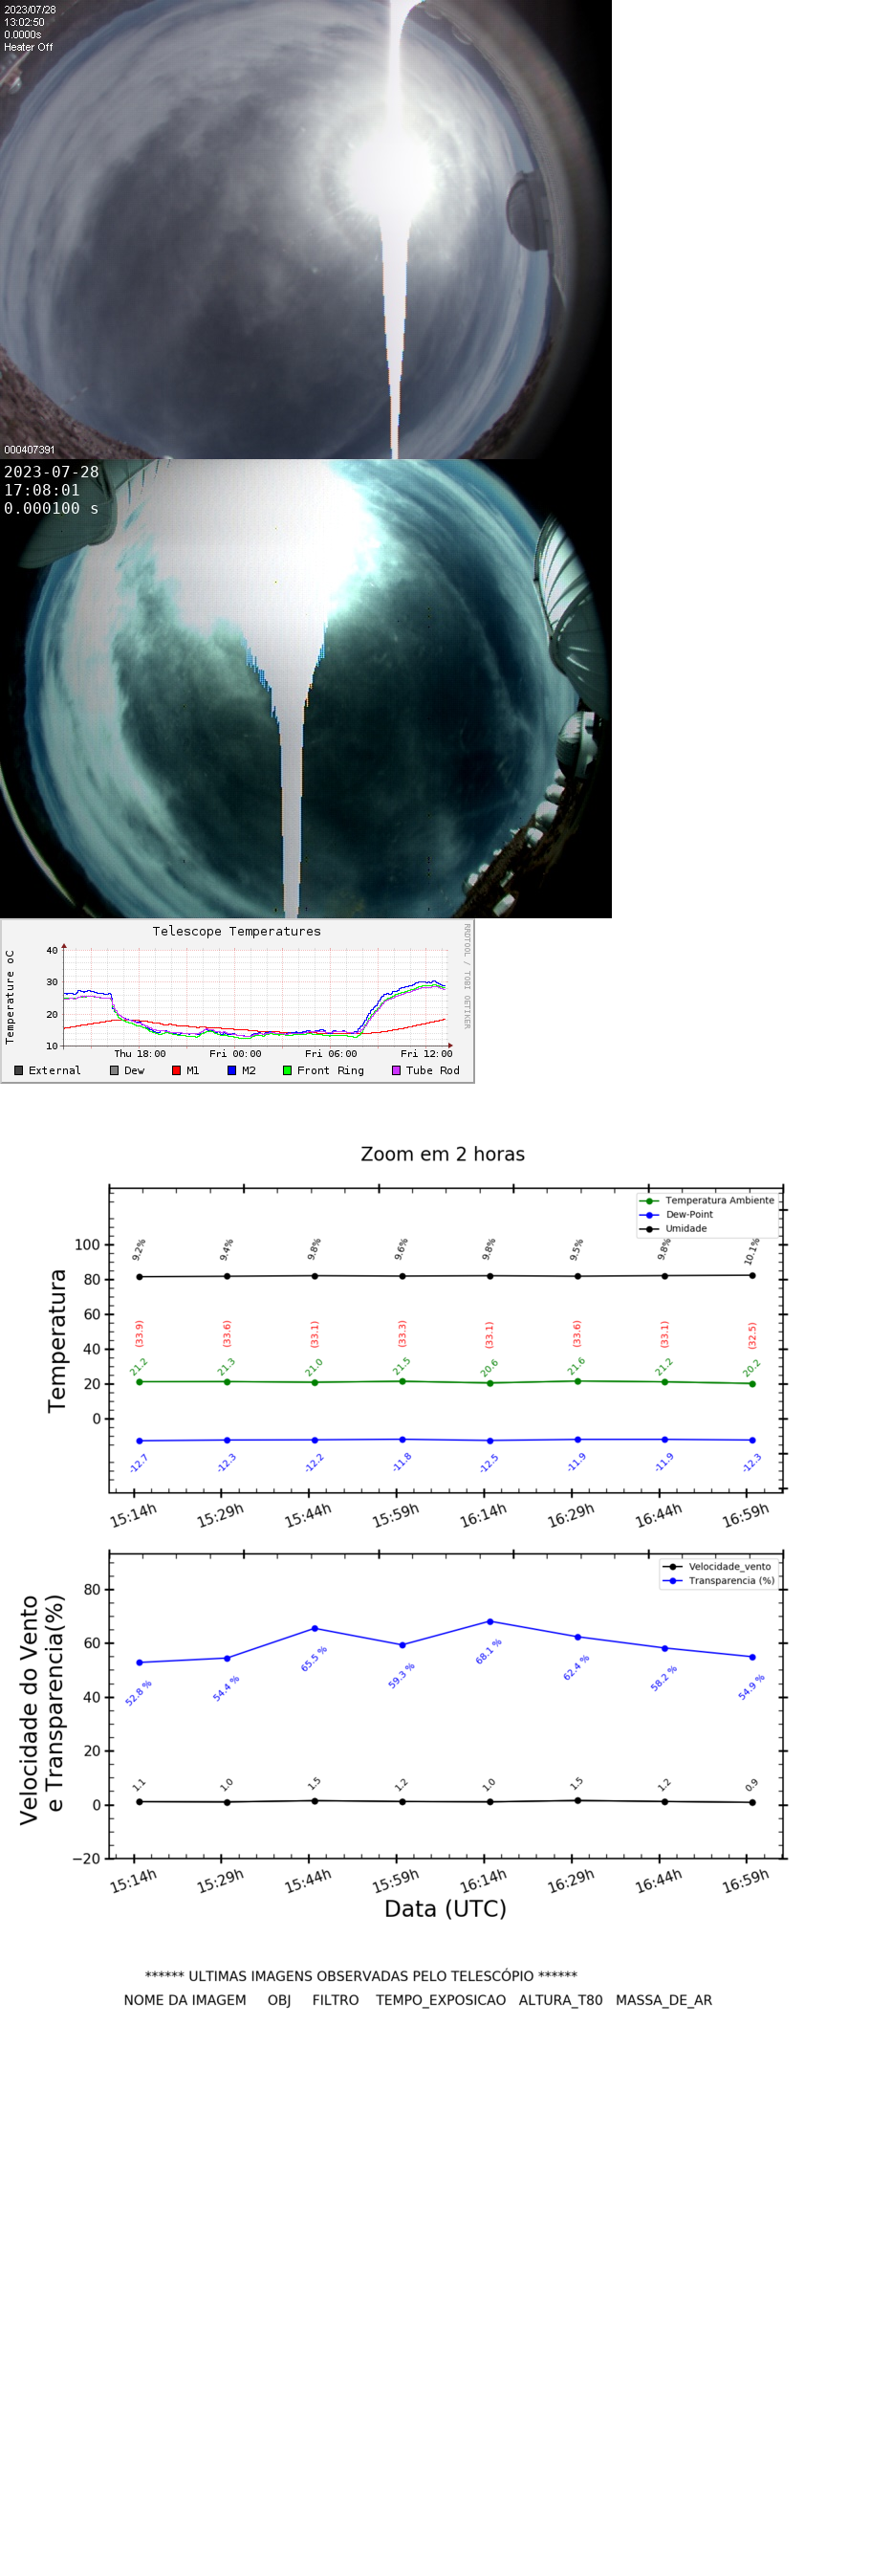 2023/07/28
13:02:50
0.0000s
Heater Off
000407391
2023-07-28
17:08:01
0.000100 s
Telescope Temperatures
RRDTOOL / TOBI OETIKER
Temperature oC
40
30
20
10
Thu 18:00 Fri 00:00 Fri 06:00 Fri 12:00
External Dew M1 M2 Front Ring Tube Rod
Zoom em 2 horas
Temperatura Ambiente
Dew-Point
Umidade
Temperatura
100
80
60
40
20
0
9.2% 9.4% 9.8% 9.6% 9.8% 9.5% 9.8% 10.1%
(33.9) (33.6) (33.1) (33.3) (33.1) (33.6) (33.1) (32.5)
21.2 21.3 21.0 21.5 20.6 21.6 21.2 20.2
-12.7 -12.3 -12.2 -11.8 -12.5 -11.9 -11.9 -12.3
15:14h 15:29h 15:44h 15:59h 16:14h 16:29h 16:44h 16:59h
Velocidade_vento
Transparencia (%)
Velocidade do Vento
e Transparencia(%)
80
60
40
20
0
−20
52.8 % 54.4 % 65.5 % 59.3 % 68.1 % 62.4 % 58.2 % 54.9 %
1.1 1.0 1.5 1.2 1.0 1.5 1.2 0.9
15:14h 15:29h 15:44h 15:59h 16:14h 16:29h 16:44h 16:59h
Data (UTC)
****** ULTIMAS IMAGENS OBSERVADAS PELO TELESCÓPIO ******
NOME DA IMAGEM OBJ FILTRO TEMPO_EXPOSICAO ALTURA_T80 MASSA_DE_AR